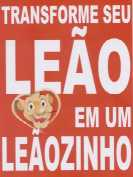 TRANSFORME SEU
LEÃO
EM UM
LEÃOZINHO